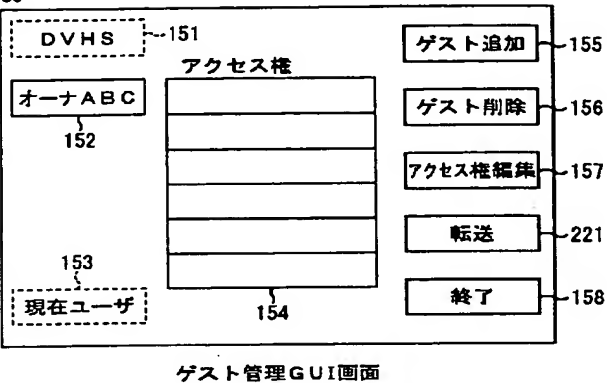 DVHS
151
オーナABC
152
アクセス権
154
現在ユーザ
153
ゲスト追加
155
ゲスト削除
156
アクセス権編集
157
転送
221
終了
158
ゲスト管理GUI画面